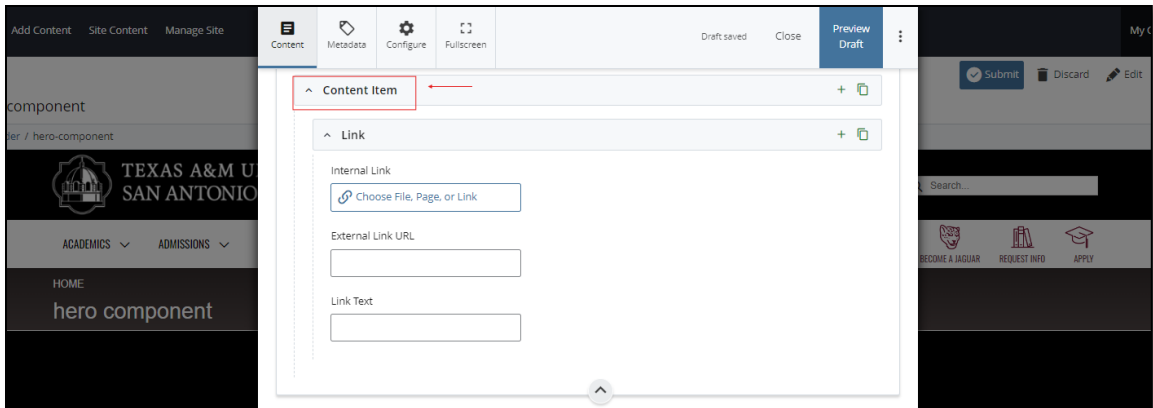 Add Content Site Content Manage Site
Content Metadata Configure Fullscreen
Draft saved Close Preview Draft
Submit Discard Edit
component
Content Item
/ hero-component
Link
TEXAS A&M
SAN ANTONIO
Internal Link
Choose File, Page, or Link
Search...
External Link URL
ACADEMICS ADMISSIONS
BECOME A JAGUAR REQUEST INFO APPLY
HOME
hero component
Link Text